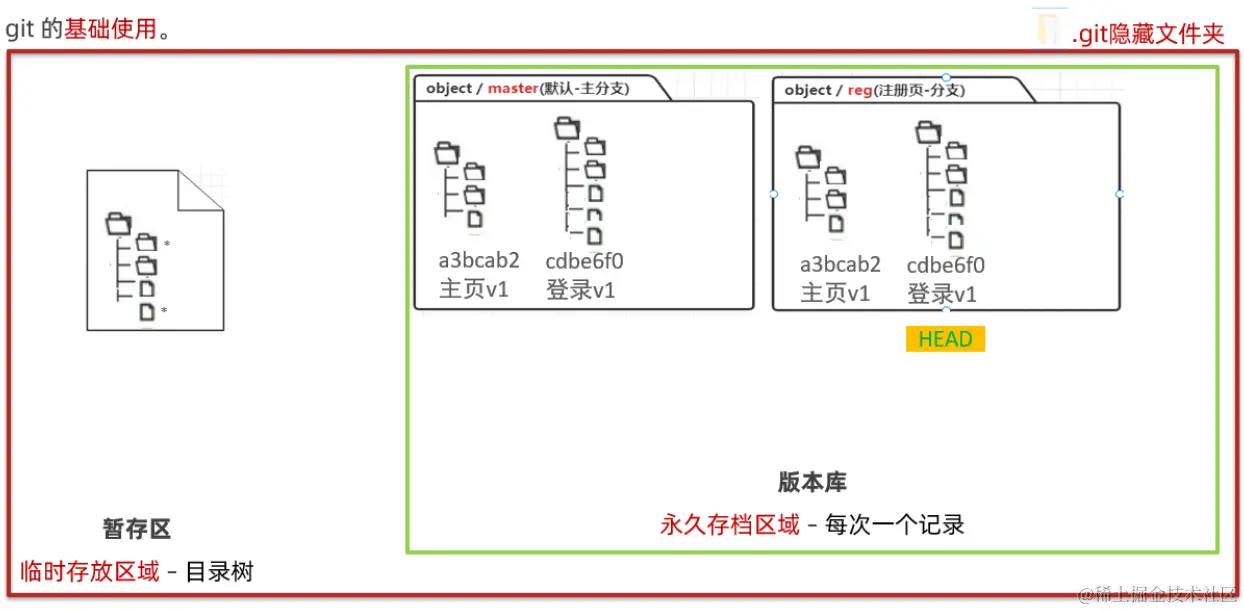 git 的基础使用。
.git隐藏文件夹
object / master(默认-主分支)
object / reg(注册页-分支)
*
*
a3bcab2
主页v1
cdbe6f0
登录v1
a3bcab2
主页v1
cdbe6f0
登录v1
HEAD
版本库
永久存档区域 - 每次一个记录
暂存区
临时存放区域 - 目录树
@稀土掘金技术社区